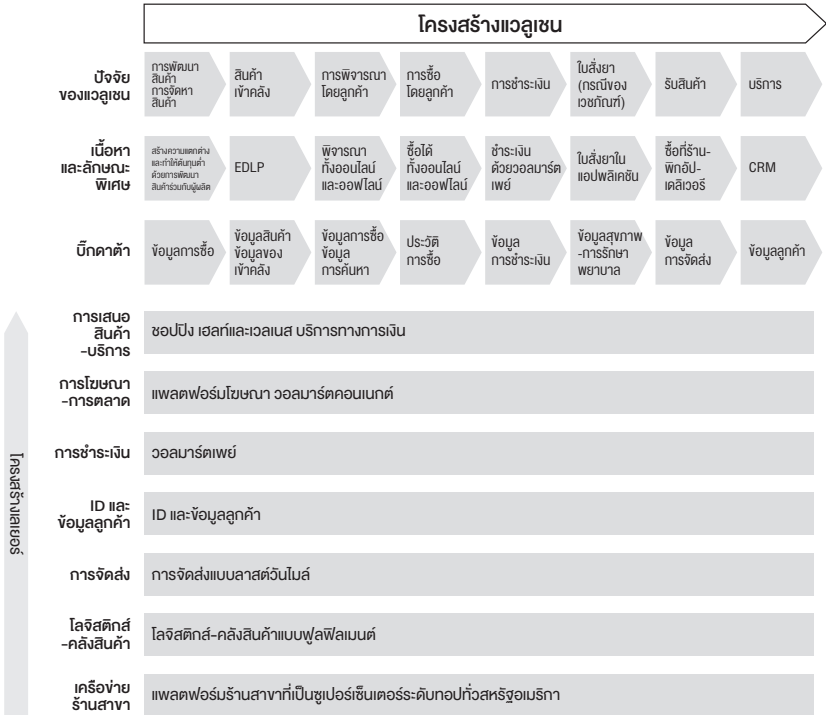 โครงสร้างแวลูเชน
ปัจจัย
ของแวลูเชน
การพัฒนา
สินค้า
การจัดหา
สินค้า
สินค้า
เข้าคลัง
การพิจารณา
โดยลูกค้า
การซื้อ
โดยลูกค้า
การชำระเงิน
ใบสั่งยา
(กรณีของ
เวชภัณฑ์)
รับสินค้า
บริการ
เนื้อหา
และลักษณะ
พิเศษ
สร้างความแตกต่าง
และทำให้ต้นทุนต่ำ
ด้วยการพัฒนา
สินค้าร่วมกับผู้ผลิต
EDLP
พิจารณา
ทั้งออนไลน์
และออฟไลน์
ซื้อได้
ทั้งออนไลน์
และออฟไลน์
ชำระเงิน
ด้วยวอลมาร์ต
เพย์
ใบสั่งยาใน
แอปพลิเคชัน
ซื้อที่ร้าน-
พิกอัป-
เดลิเวอรี
CRM
บิ๊กดาต้า
ข้อมูลการซื้อ
ข้อมูลสินค้า
ข้อมูลของ
เข้าคลัง
ข้อมูลการซื้อ
ข้อมูล
การค้นหา
ประวัติ
การซื้อ
ข้อมูล
การชำระเงิน
ข้อมูลสุขภาพ
-การรักษา
พยาบาล
ข้อมูล
การจัดส่ง
ข้อมูลลูกค้า
โครงสร้างเลเยอร์
การเสนอ
สินค้า
-บริการ
ชอปปิง เฮลท์และเวลเนส บริการทางการเงิน
การโฆษณา
-การตลาด
แพลตฟอร์มโฆษณา วอลมาร์ตคอนเนกต์
การชำระเงิน
วอลมาร์ตเพย์
ID และ
ข้อมูลลูกค้า
ID และข้อมูลลูกค้า
การจัดส่ง
การจัดส่งแบบลาสต์วันไมล์
โลจิสติกส์
-คลังสินค้า
โลจิสติกส์-คลังสินค้าแบบฟูลฟิลเมนต์
เครือข่าย
ร้านสาขา
แพลตฟอร์มร้านสาขาที่เป็นซูเปอร์เซ็นเตอร์ระดับทอปทั่วสหรัฐอเมริกา